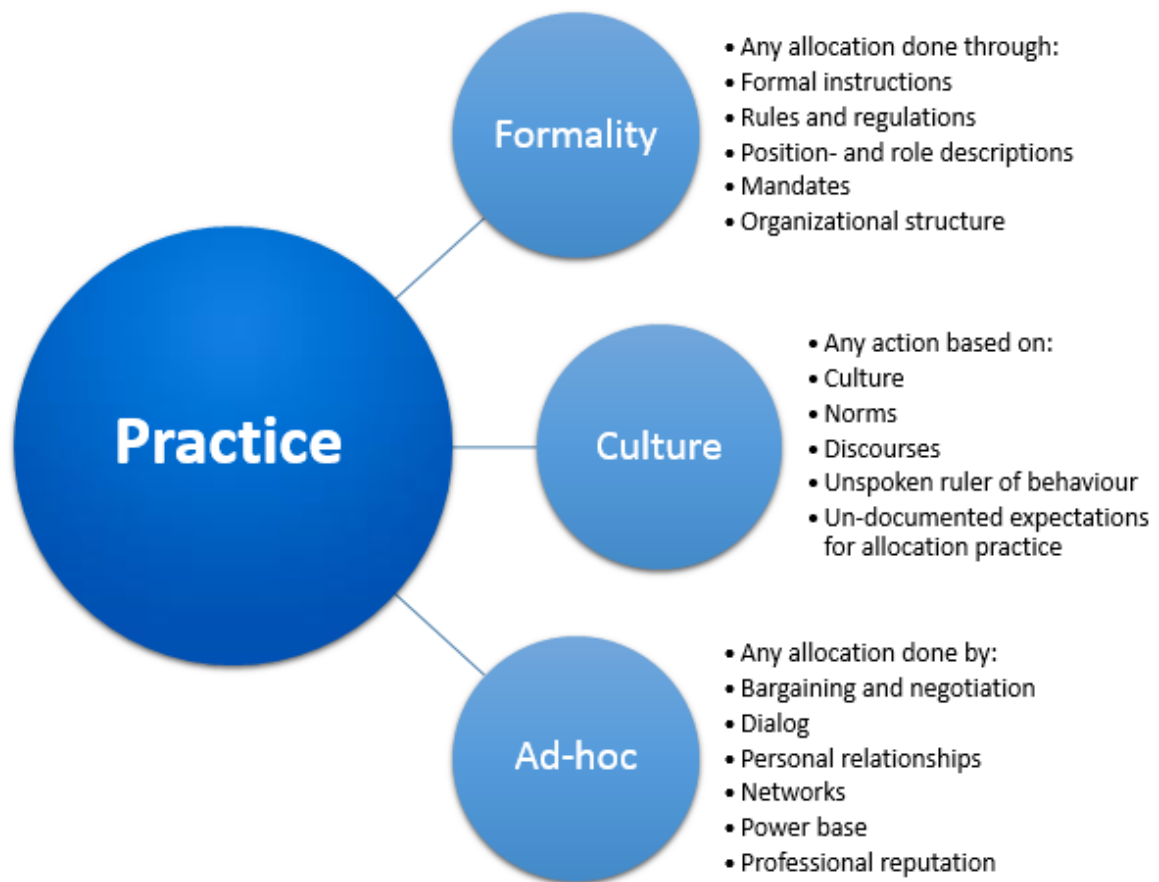 Practice
Formality
• Any allocation done through:
• Formal instructions
• Rules and regulations
• Position- and role descriptions
• Mandates
• Organizational structure
Culture
• Any action based on:
• Culture
• Norms
• Discourses
• Unspoken ruler of behaviour
• Un-documented expectations
for allocation practice
Ad-hoc
• Any allocation done by:
• Bargaining and negotiation
• Dialog
• Personal relationships
• Networks
• Power base
• Professional reputation